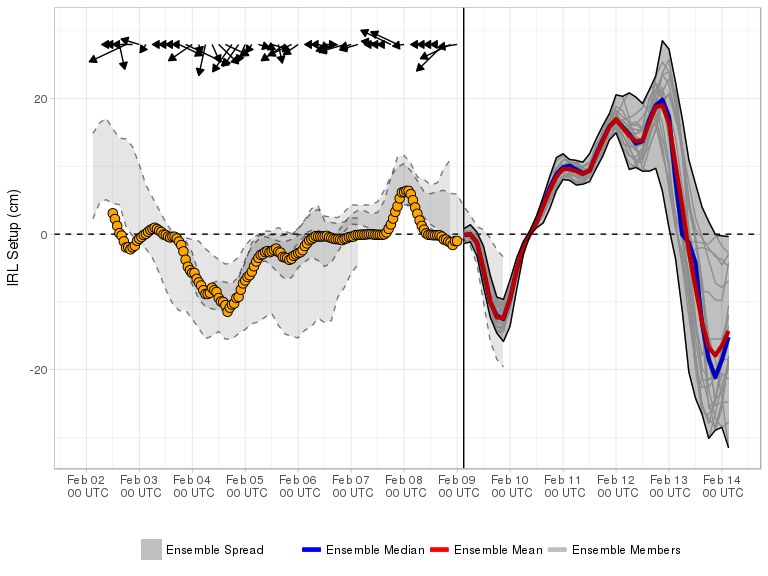 20
0
-20
IRL Setup (cm)
Feb 02 Feb 03 Feb 04 Feb 05 Feb 06 Feb 07 Feb 08 Feb 09 Feb 10 Feb 11 Feb 12 Feb 13 Feb 14
00 UTC 00 UTC 00 UTC 00 UTC 00 UTC 00 UTC 00 UTC 00 UTC 00 UTC 00 UTC 00 UTC 00 UTC 00 UTC
Ensemble Spread Ensemble Median Ensemble Mean Ensemble Members